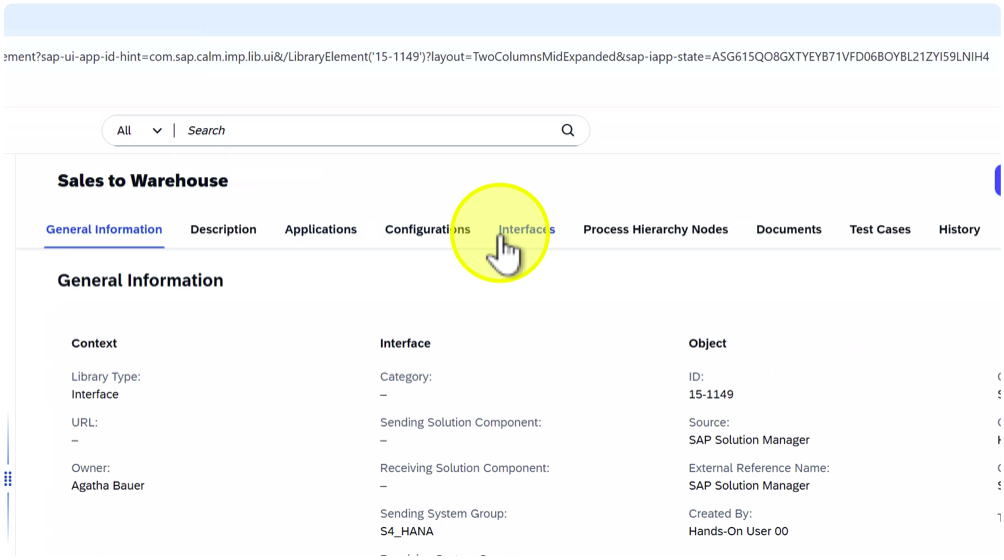 ement?sap-ui-app-id-hint=com.sap.calm.imp.lib.ui&/LibraryElement('15-1149')?layout=TwoColumnsMidExpanded&sap-iapp-state=ASG615QO8GXTYEYB71VFD06BOYBL21ZYI59LNIH4
All Search
Sales to Warehouse
General Information Description Applications Configurations Interfaces Process Hierarchy Nodes Documents Test Cases History
General Information
Context Interface Object
Library Type: Category: ID:
Interface – 15-1149
URL: Sending Solution Component: Source:
– – SAP Solution Manager
Owner: Receiving Solution Component: External Reference Name:
Agatha Bauer – SAP Solution Manager
Sending System Group: Created By:
S4_HANA Hands-On User 00